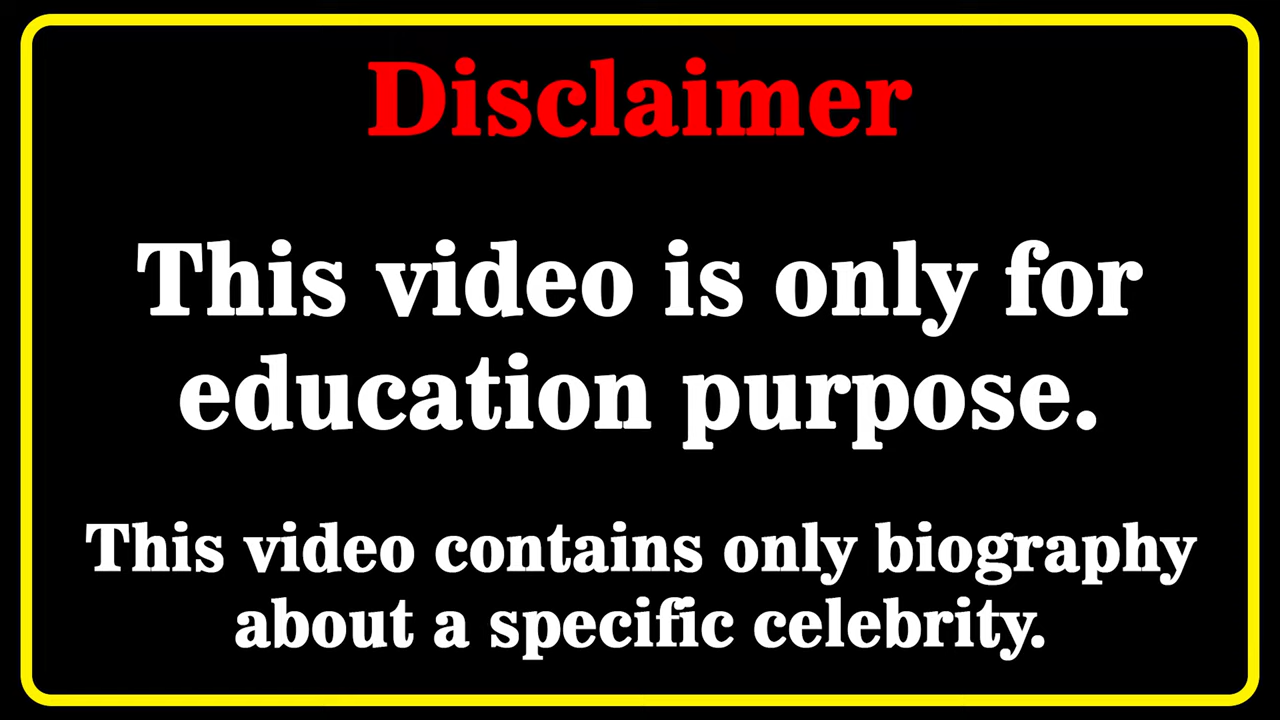 Disclaimer
This video is only for
education purpose.
This video contains only biography
about a specific celebrity.